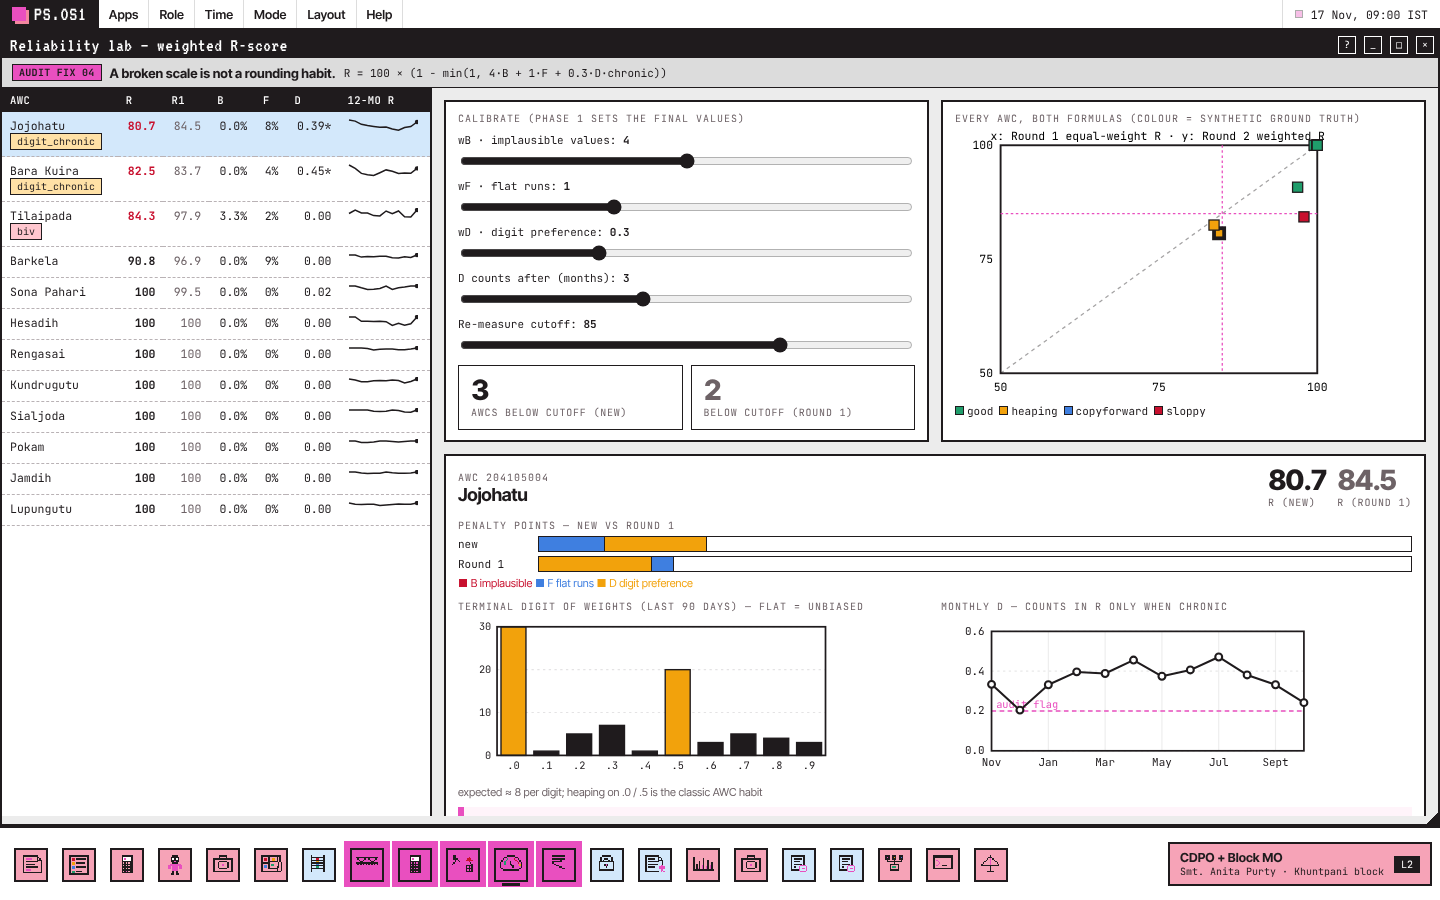 PS.OS1 Apps Role Time Mode Layout Help 17 Nov, 09:00 IST
Reliability lab – weighted R-score ? _ □ ×
AUDIT FIX 04 A broken scale is not a rounding habit. R = 100 × (1 - min(1, 4·B + 1·F + 0.3·D·chronic))
AWC R R1 B F D 12-MO R
Jojohatu 80.7 84.5 0.0% 8% 0.39*
digit_chronic
Bara Kuira 82.5 83.7 0.0% 4% 0.45*
digit_chronic
Tilaipada 84.3 97.9 3.3% 2% 0.00
biv
Barkela 90.8 96.9 0.0% 9% 0.00
Sona Pahari 100 99.5 0.0% 0% 0.02
Hesadih 100 100 0.0% 0% 0.00
Rengasai 100 100 0.0% 0% 0.00
Kundrugutu 100 100 0.0% 0% 0.00
Sialjoda 100 100 0.0% 0% 0.00
Pokam 100 100 0.0% 0% 0.00
Jamdih 100 100 0.0% 0% 0.00
Lupungutu 100 100 0.0% 0% 0.00
CALIBRATE (PHASE 1 SETS THE FINAL VALUES)
wB · implausible values: 4
wF · flat runs: 1
wD · digit preference: 0.3
D counts after (months): 3
Re-measure cutoff: 85
3
AWCS BELOW CUTOFF (NEW)
2
BELOW CUTOFF (ROUND 1)
EVERY AWC, BOTH FORMULAS (COLOUR = SYNTHETIC GROUND TRUTH)
x: Round 1 equal-weight R · y: Round 2 weighted R
100
75
50
50 75 100
good heaping copyforward sloppy
AWC 204105004
Jojohatu
80.7 84.5
R (NEW) R (ROUND 1)
PENALTY POINTS — NEW VS ROUND 1
new
Round 1
B implausible F flat runs D digit preference
TERMINAL DIGIT OF WEIGHTS (LAST 90 DAYS) — FLAT = UNBIASED
30
20
10
0
.0 .1 .2 .3 .4 .5 .6 .7 .8 .9
expected ≈ 8 per digit; heaping on .0 / .5 is the classic AWC habit
MONTHLY D — COUNTS IN R ONLY WHEN CHRONIC
0.6
0.4
0.2
0.0
audit flag
Nov Jan Mar May Jul Sept
CDPO + Block MO
Smt. Anita Purty · Khuntpani block
L2